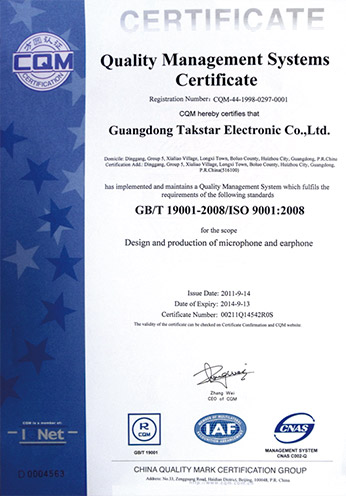 CERTIFICATE
方圆认证
CQM
CERTIFICATION
Quality Management Systems
Certificate
Registration Number: CQM-44-1998-0297-0001
CQM hereby certifies that
Guangdong Takstar Electronic Co.,Ltd.
Domicile: Dinggang, Group 5, Xialiao Village, Longxi Town, Boluo County, Huizhou City, Guangdong, P.R.China
Certification Add.: Dinggang, Group 5, Xialiao Village, Longxi Town, Boluo County, Huizhou City, Guangdong,
P.R.China(516100)
has implemented and maintains a Quality Management System which fulfils the
requirements of the following standards
GB/T 19001-2008/ISO 9001:2008
for the scope
Design and production of microphone and earphone
Issue Date: 2011-9-14
Date of Expiry: 2014-9-13
Certificate Number: 00211Q14542R0S
The validity of the certificate can be checked on Certificate Confirmation and CQM website
Zhang Wei
CEO of CQM
CQM is a member of:
I Net
R
CQM
GB/T 19001
IAF
CNAS
MANAGEMENT SYSTEM
CNAS C002-Q
D 0004563
CHINA QUALITY MARK CERTIFICATION GROUP
Address: No.33, Zengguang Road, Haidian District, Beijing, 100048, P.R. China